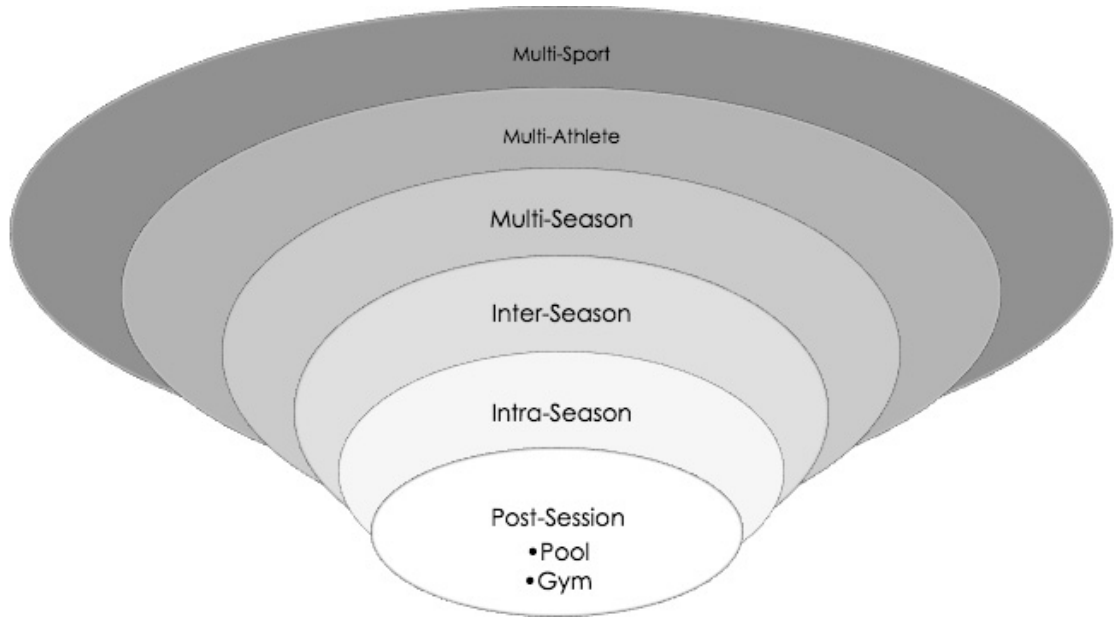 Multi-Sport
Multi-Athlete
Multi-Season
Inter-Season
Intra-Season
Post-Session
•Pool
•Gym